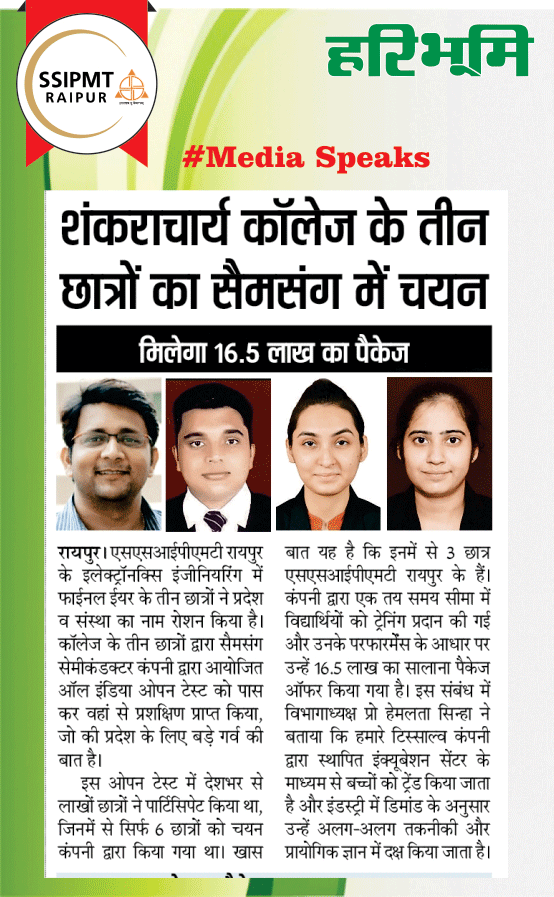 SSIPMT
RAIPUR
हरिभूमि
#Media Speaks
शंकराचार्य कॉलेज के तीन
छात्रों का सैमसंग में चयन
मिलेगा 16.5 लाख का पैकेज
रायपुर। एसएसआईपीएमटी रायपुर
के इलेक्ट्रॉनक्सि इंजीनियरिंग में
फाईनल ईयर के तीन छात्रों ने प्रदेश
व संस्था का नाम रोशन किया है।
कॉलेज के तीन छात्रों द्वारा सैमसंग
सेमीकंडक्टर कंपनी द्वारा आयोजित
ऑल इंडिया ओपन टेस्ट को पास
कर वहां से प्रशक्षिण प्राप्त किया,
जो की प्रदेश के लिए बड़े गर्व की
बात है।
इस ओपन टेस्ट में देशभर से
लाखों छात्रों ने पार्टिसिपेट किया था,
जिनमें से सिर्फ 6 छात्रों को चयन
कंपनी द्वारा किया गया था। खास
बात यह है कि इनमें से 3 छात्र
एसएसआईपीएमटी रायपुर के हैं।
कंपनी द्वारा एक तय समय सीमा में
विद्यार्थियों को ट्रेनिंग प्रदान की गई
और उनके परफारमेंस के आधार पर
उन्हें 16.5 लाख का सालाना पैकेज
ऑफर किया गया है। इस संबंध में
विभागाध्यक्ष प्रो हेमलता सिन्हा ने
बताया कि हमारे टिस्साल्व कंपनी
द्वारा स्थापित इंक्यूबेशन सेंटर के
माध्यम से बच्चों को ट्रेंड किया जाता
है और इंडस्ट्री में डिमांड के अनुसार
उन्हें अलग-अलग तकनीकी और
प्रायोगिक ज्ञान में दक्ष किया जाता है।